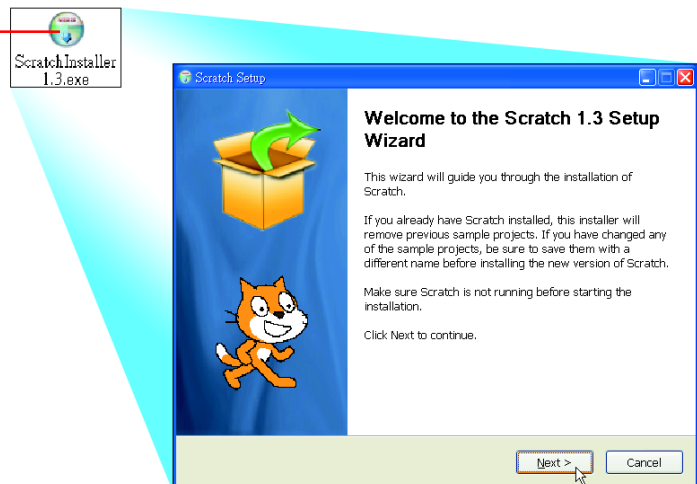 ScratchInstaller
1.3.exe
Scratch Setup
Welcome to the Scratch 1.3 Setup
Wizard
This wizard will guide you through the installation of
Scratch.
If you already have Scratch installed, this installer will
remove previous sample projects. If you have changed any
of the sample projects, be sure to save them with a
different name before installing the new version of Scratch.
Make sure Scratch is not running before starting the
installation.
Click Next to continue.
Next >
Cancel